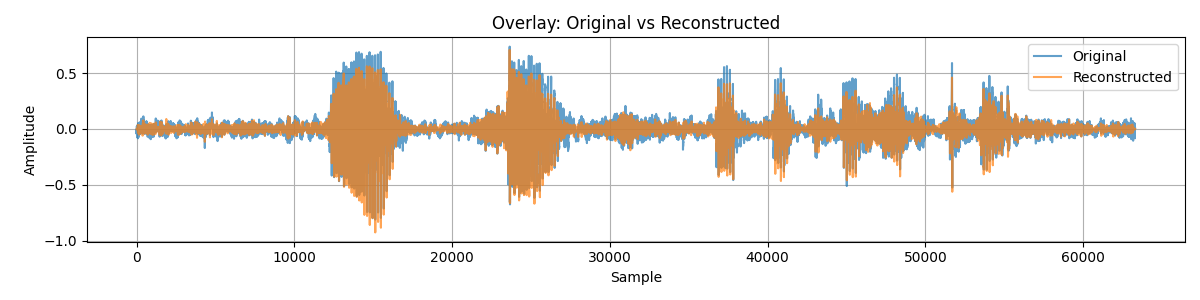 Overlay: Original vs Reconstructed
Original
Reconstructed
0.5
0.0
−0.5
−1.0
Amplitude
0 10000 20000 30000 40000 50000 60000
Sample